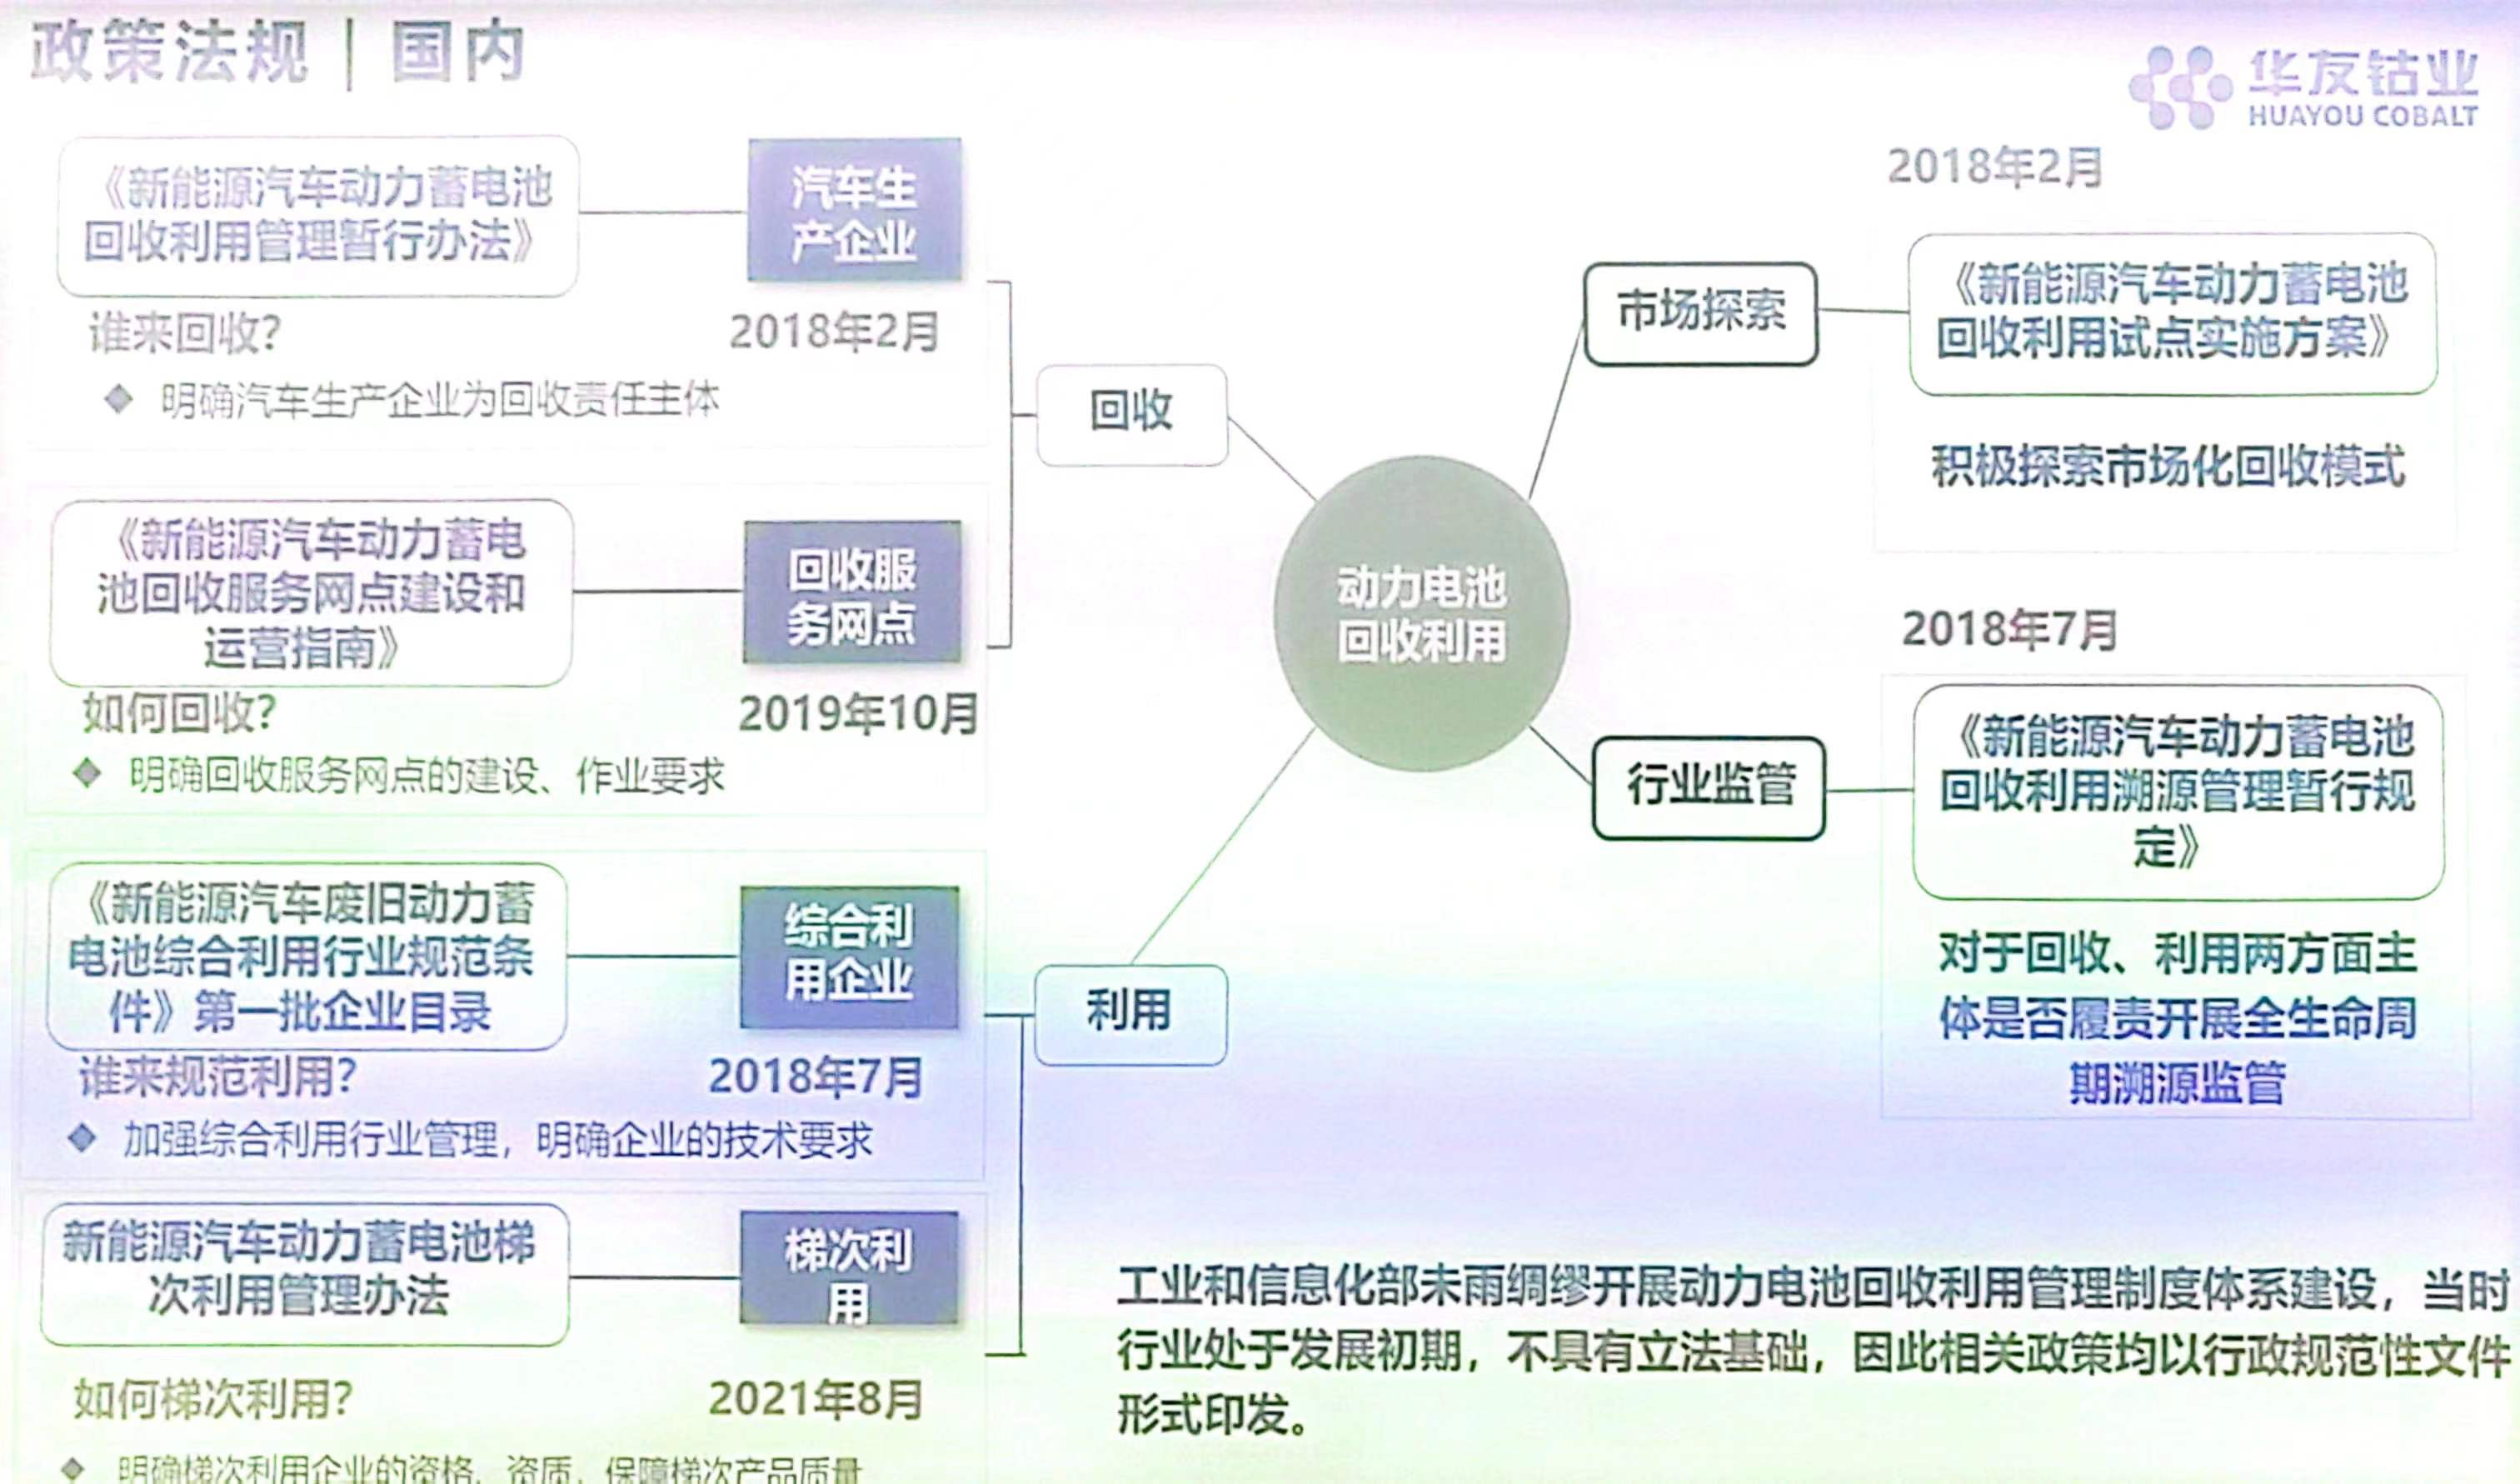 政策法规 | 国内
华友钴业
HUAYOU COBALT
《新能源汽车动力蓄电池
回收利用管理暂行办法》
汽车生
产企业
谁来回收?
2018年2月
明确汽车生产企业为回收责任主体
《新能源汽车动力蓄电
池回收服务网点建设和
运营指南》
回收服
务网点
如何回收?
2019年10月
明确回收服务网点的建设、作业要求
回收
《新能源汽车废旧动力蓄
电池综合利用行业规范条
件》第一批企业目录
综合利
用企业
谁来规范利用?
2018年7月
加强综合利用行业管理，明确企业的技术要求
新能源汽车动力蓄电池梯
次利用管理办法
梯次利
用
如何梯次利用?
2021年8月
明确梯次利用企业的资格、资质，保障梯次产品质量
利用
动力电池
回收利用
2018年2月
市场探索
《新能源汽车动力蓄电池
回收利用试点实施方案》
积极探索市场化回收模式
2018年7月
行业监管
《新能源汽车动力蓄电池
回收利用溯源管理暂行规
定》
对于回收、利用两方面主
体是否履责开展全生命周
期溯源监管
工业和信息化部未雨绸缪开展动力电池回收利用管理制度体系建设，当时
行业处于发展初期，不具有立法基础，因此相关政策均以行政规范性文件
形式印发。